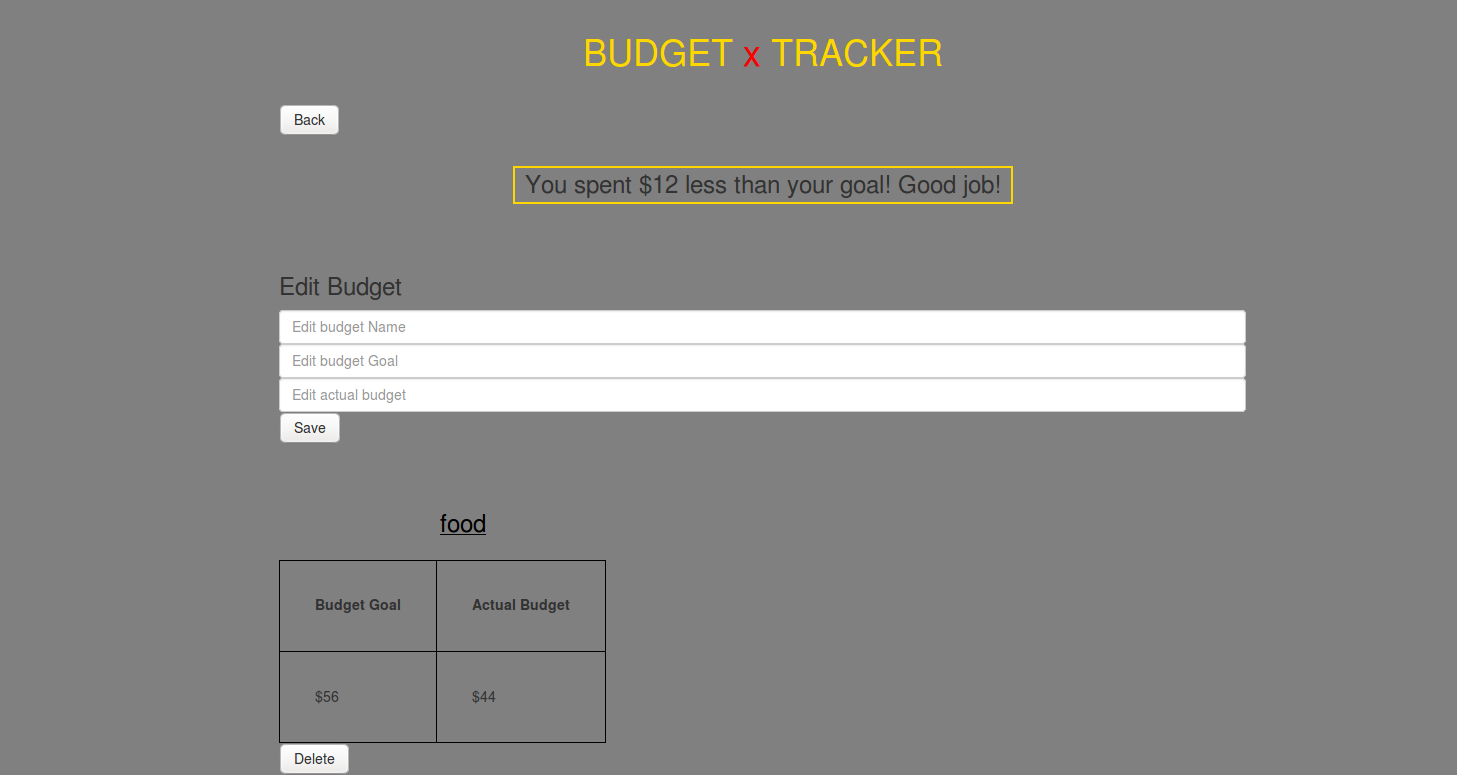 BUDGET x TRACKER
Back
You spent $12 less than your goal! Good job!
Edit Budget
Edit budget Name
Edit budget Goal
Edit actual budget
Save
food
Budget Goal Actual Budget
$56 $44
Delete